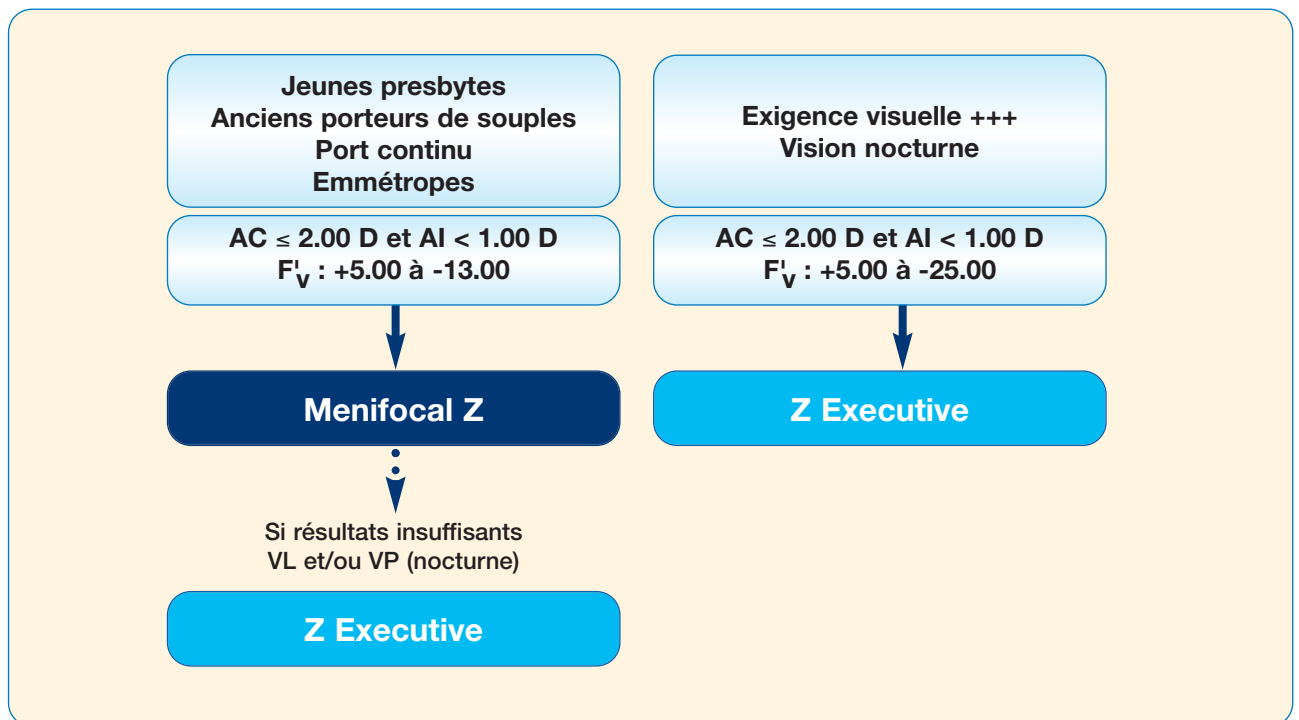 Jeunes presbytes
Anciens porteurs de souples
Port continu
Emmétropes
AC ≤ 2.00 D et AI < 1.00 D
F'v : +5.00 à -13.00
Menifocal Z
Si résultats insuffisants
VL et/ou VP (nocturne)
Z Executive
Exigence visuelle +++
Vision nocturne
AC ≤ 2.00 D et AI < 1.00 D
F'v : +5.00 à -25.00
Z Executive